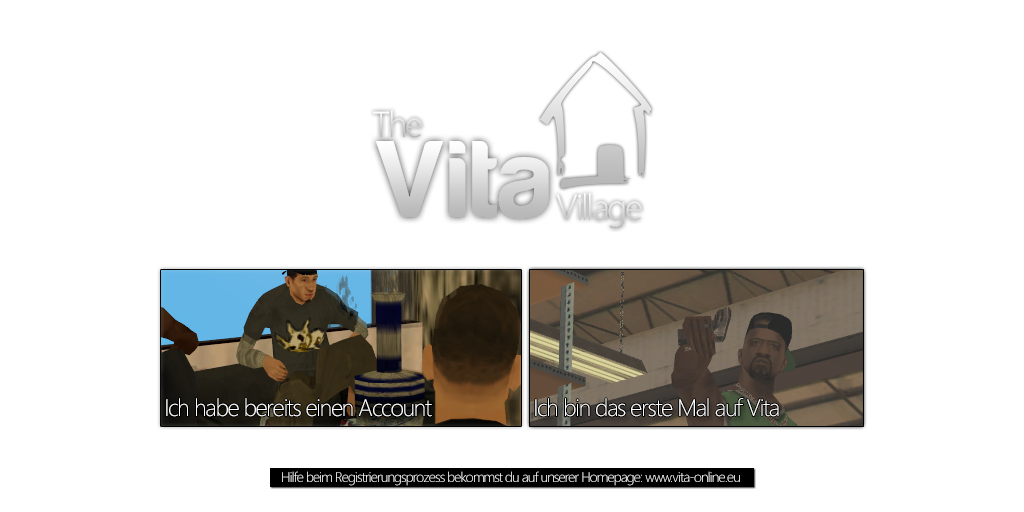 The
Vita
Village
Ich habe bereits einen Account
Ich bin das erste Mal auf Vita
Hilfe beim Registrierungsprozess bekommst du auf unserer Homepage: www.vita-online.eu